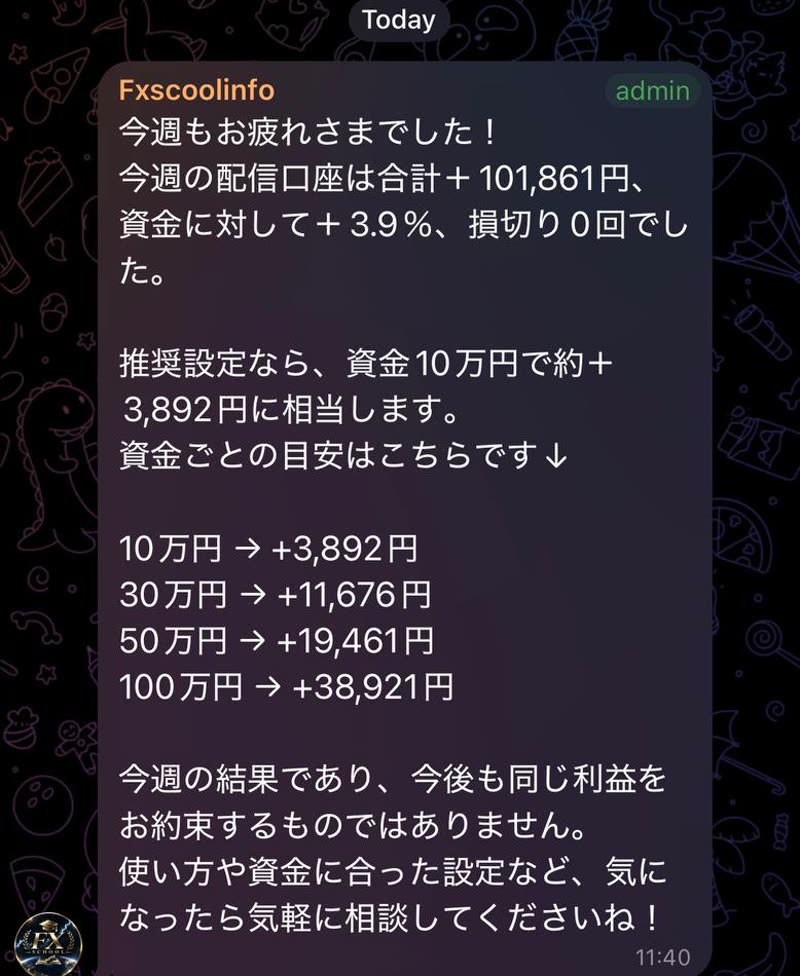 Today
Fxscoolinfo admin
今週もお疲れさまでした！
今週の配信口座は合計＋101,861円、
資金に対して＋3.9％、損切り0回でし
た。
推奨設定なら、資金10万円で約＋
3,892円に相当します。
資金ごとの目安はこちらです↓
10万円 → +3,892円
30万円 → +11,676円
50万円 → +19,461円
100万円 → +38,921円
今週の結果であり、今後も同じ利益を
お約束するものではありません。
使い方や資金に合った設定など、気に
なったら気軽に相談してくださいね！
FX
SCHOOL
11:40